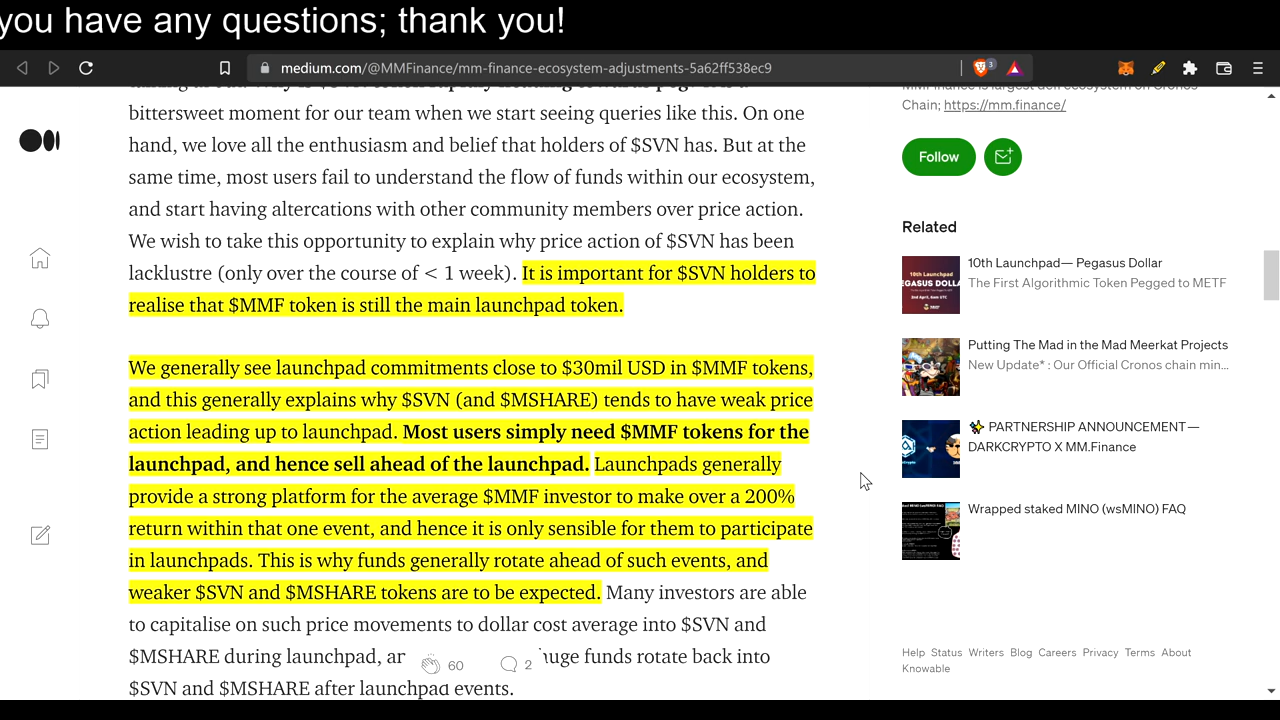 you have any questions; thank you!
medium.com/@MMFinance/mm-finance-ecosystem-adjustments-5a62ff538ec9
3
bittersweet moment for our team when we start seeing queries like this. On one
hand, we love all the enthusiasm and belief that holders of $SVN has. But at the
same time, most users fail to understand the flow of funds within our ecosystem,
and start having altercations with other community members over price action.
We wish to take this opportunity to explain why price action of $SVN has been
lacklustre (only over the course of < 1 week). It is important for $SVN holders to
realise that $MMF token is still the main launchpad token.
We generally see launchpad commitments close to $30mil USD in $MMF tokens,
and this generally explains why $SVN (and $MSHARE) tends to have weak price
action leading up to launchpad. Most users simply need $MMF tokens for the
launchpad, and hence sell ahead of the launchpad. Launchpads generally
provide a strong platform for the average $MMF investor to make over a 200%
return within that one event, and hence it is only sensible for them to participate
in launchpad. This is why funds generally rotate ahead of such events, and
weaker $SVN and $MSHARE tokens are to be expected. Many investors are able
to capitalise on such price movements to dollar cost average into $SVN and
$MSHARE during launchpad, ar huge funds rotate back into
60
2
$SVN and $MSHARE after launchpad events.
MMFinance is largest defi ecosystem on Cronos
Chain; https://mm.finance/
Follow
Related
10th Launchpad— Pegasus Dollar
The First Algorithmic Token Pegged to METF
Putting The Mad in the Mad Meerkat Projects
New Update* : Our Official Cronos chain min…
PARTNERSHIP ANNOUNCEMENT —
DARKCRYPTO X MM.Finance
Wrapped staked MINO (wsMINO) FAQ
10th Launchpad
EGASUS DOLLA
Help Status Writers Blog Careers Privacy Terms About
Knowable